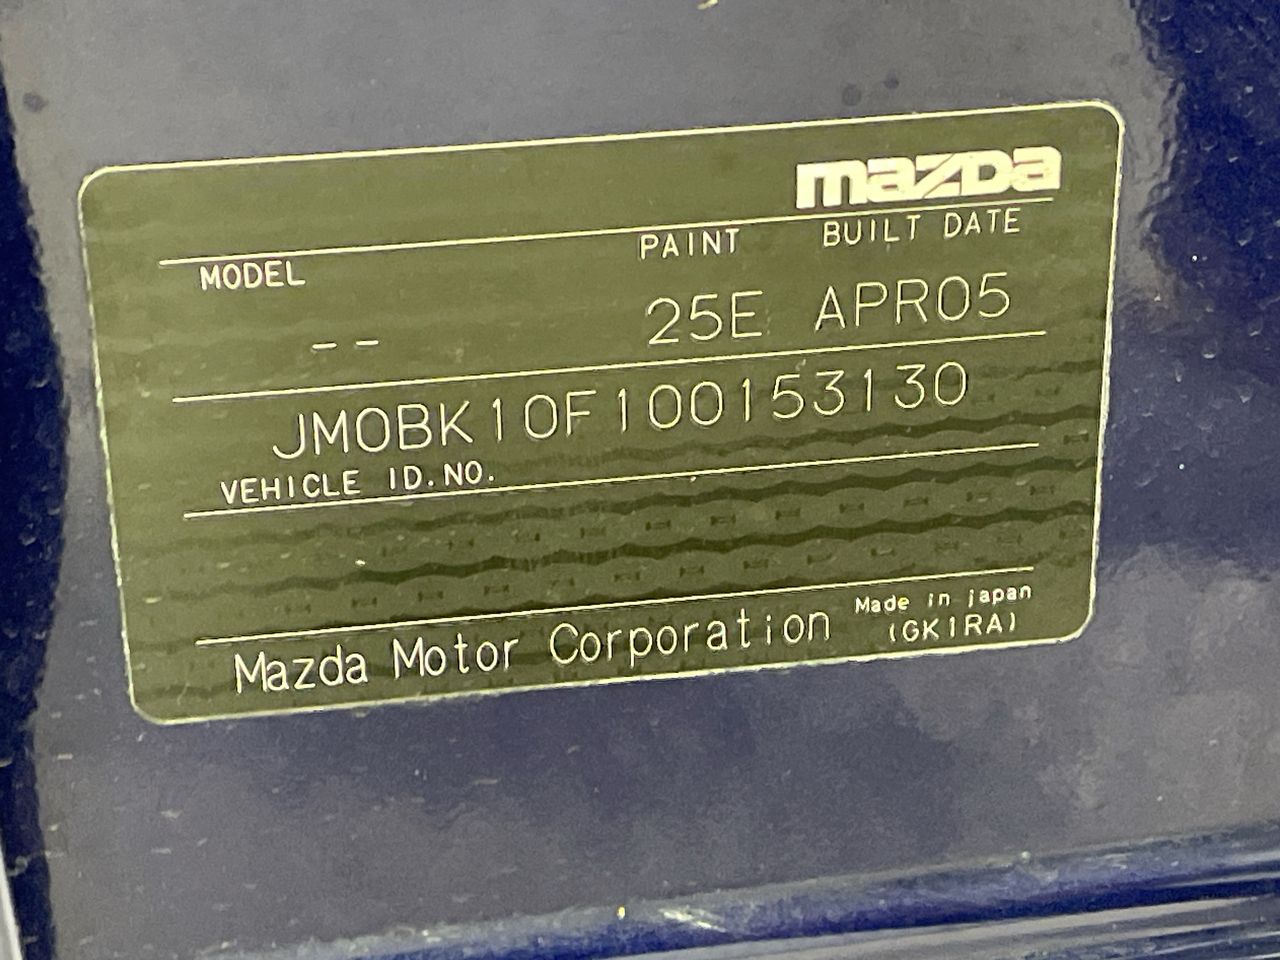 mazda
MODEL PAINT BUILT DATE
-- 25E APR05
JM0BK10F100153130
VEHICLE ID.NO.
Mazda Motor Corporation Made in japan
(GK1RA)